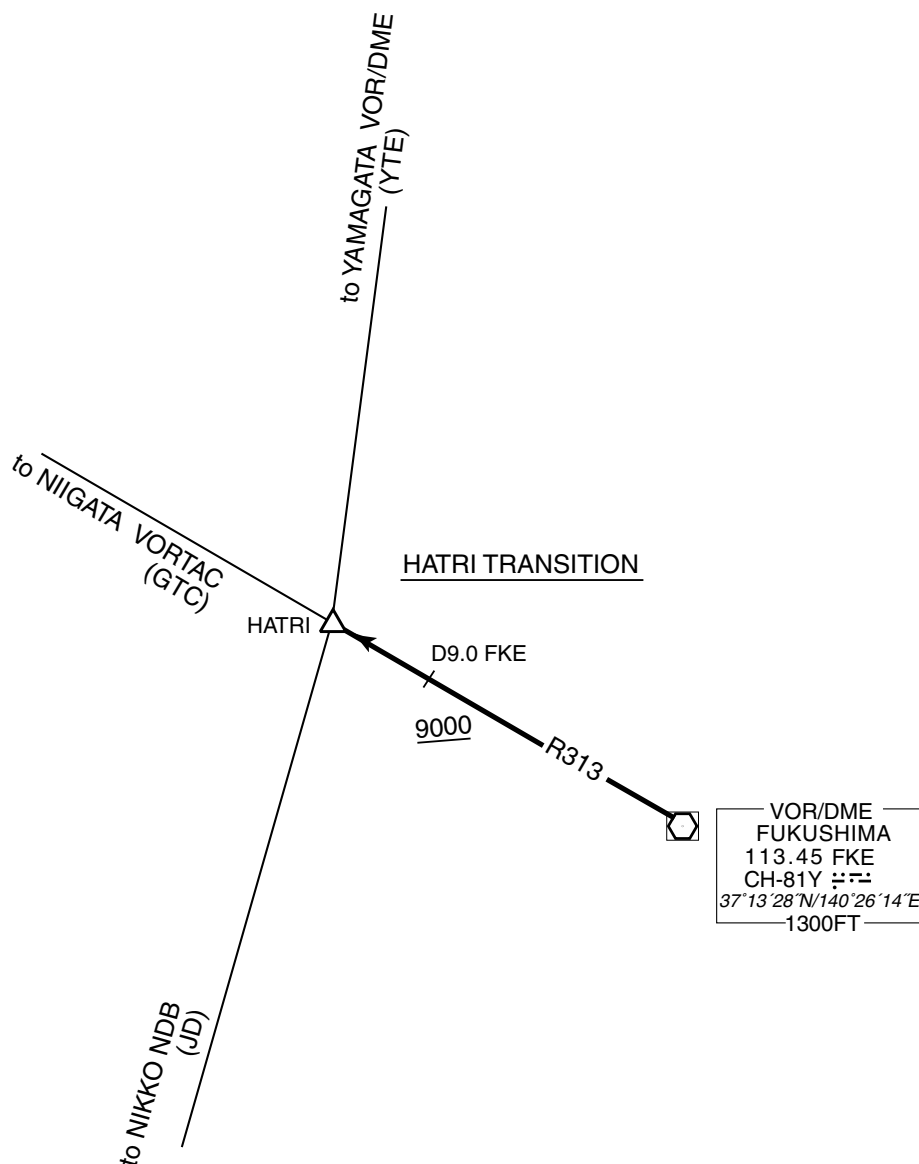 to YAMAGATA VOR/DME
(YTE)
to NIIGATA VORTAC
(GTC)
HATRI TRANSITION
HATRI
D9.0 FKE
9000
R313
VOR/DME
FUKUSHIMA
113.45 FKE
CH-81Y
37°13´28˝N/140°26´14˝E
1300FT
to NIKKO NDB
(JD)